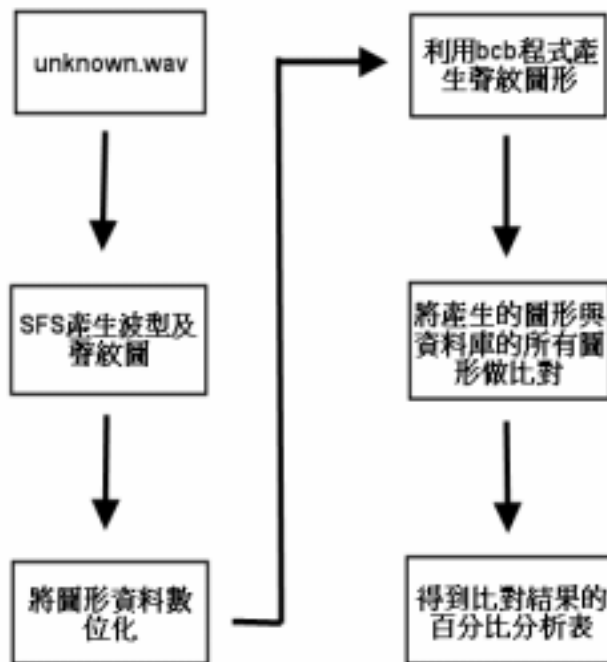 unknown.wav
SFS產生波型及
聲紋圖
將圖形資料數
位化
利用bcb程式產
生聲紋圖形
將產生的圖形與
資料庫的所有圖
形做比對
得到比對結果的
百分比分析表